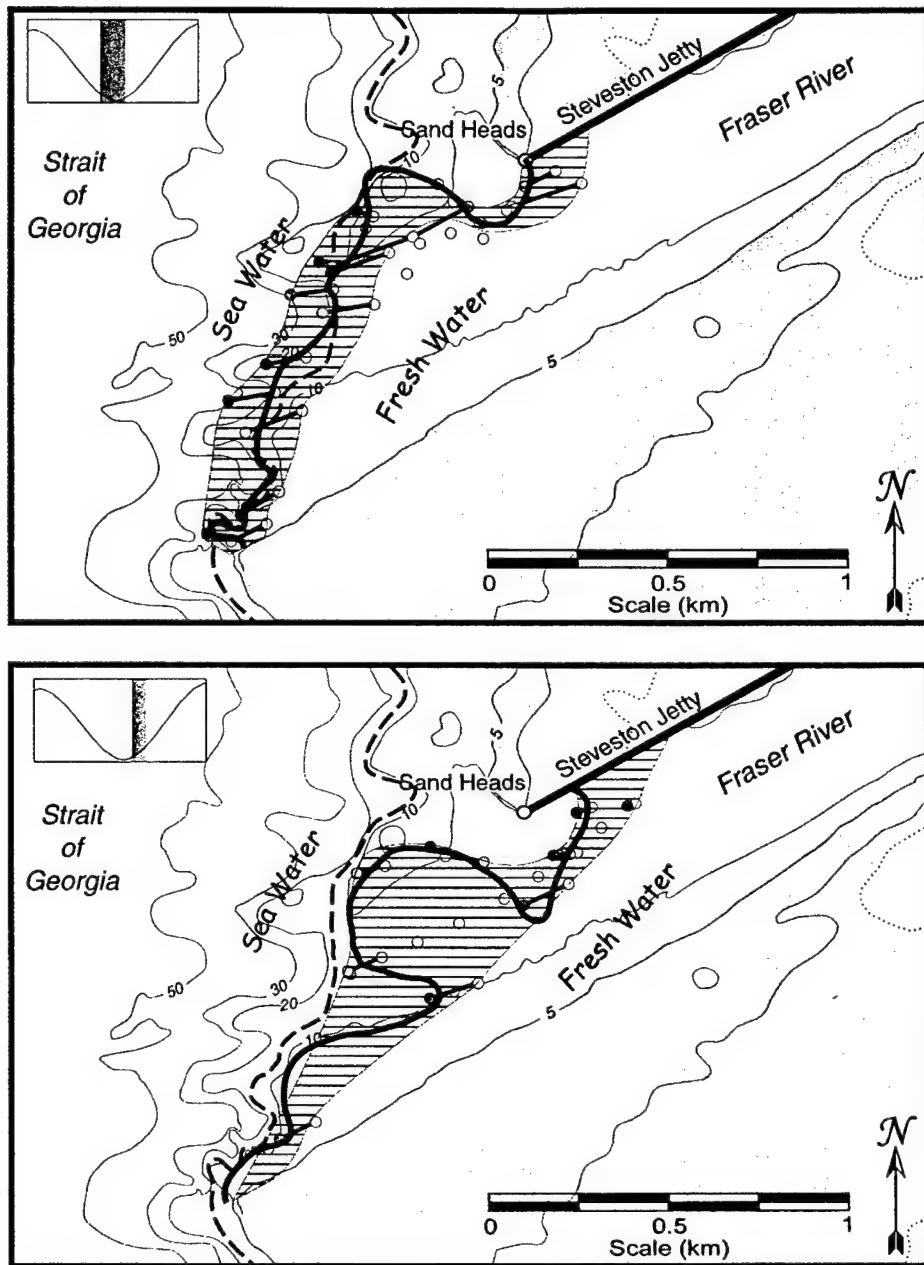 Strait
of
Georgia
Sea Water
Sand Heads
Steveston Jetty
Fraser River
Fresh Water
5
10
50
30
20
10
5
N
0 0.5 1
Scale (km)
Strait
of
Georgia
Sea Water
Sand Heads
Steveston Jetty
Fraser River
Fresh Water
5
10
50
30
20
10
5
N
0 0.5 1
Scale (km)